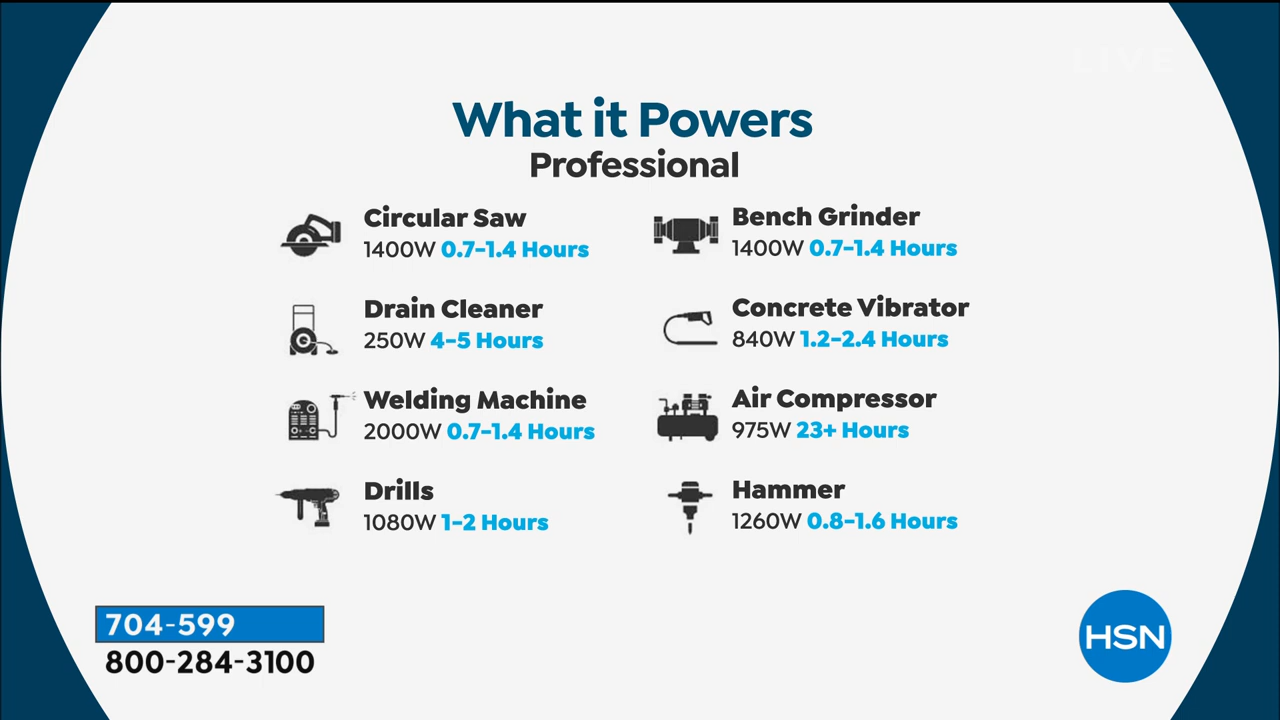 LIVE
What it Powers
Professional
Circular Saw
1400W 0.7-1.4 Hours
Bench Grinder
1400W 0.7-1.4 Hours
Drain Cleaner
250W 4-5 Hours
Concrete Vibrator
840W 1.2-2.4 Hours
Welding Machine
2000W 0.7-1.4 Hours
Air Compressor
975W 23+ Hours
Drills
1080W 1-2 Hours
Hammer
1260W 0.8-1.6 Hours
704-599
800-284-3100
HSN